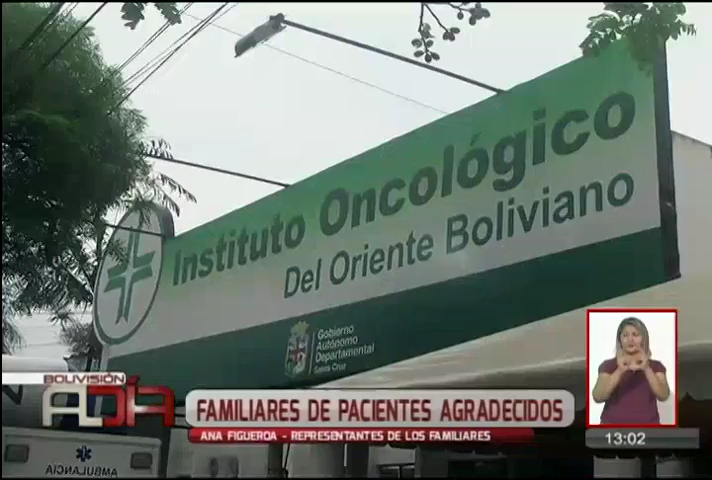 Instituto Oncológico
Del Oriente Boliviano
Gobierno
Autónomo
Departamental
Santa Cruz
BOLIVISIÓN
ALDÍA
FAMILIARES DE PACIENTES AGRADECIDOS
ANA FIGUEROA - REPRESENTANTES DE LOS FAMILIARES
13:02
AMBULANCIA